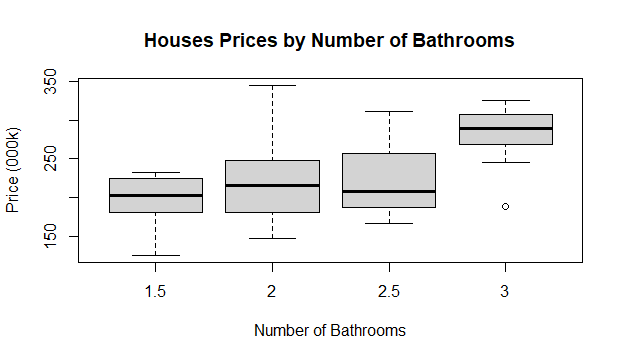 Houses Prices by Number of Bathrooms
Price (000k)
350
250
150
1.5 2 2.5 3
Number of Bathrooms